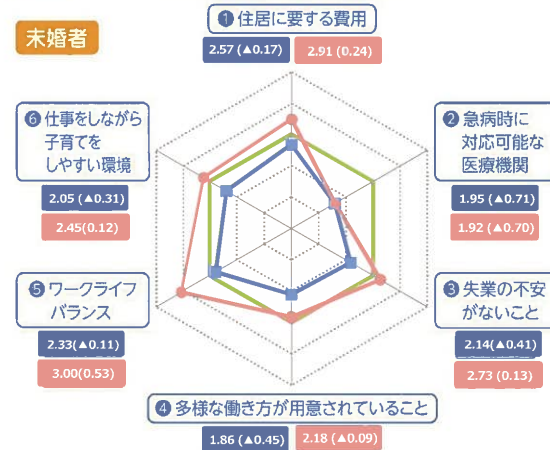 未婚者
❶ 住居に要する費用
2.57 (▲0.17) 2.91 (0.24)
❷ 急病時に
対応可能な
医療機関
1.95 (▲0.71)
1.92 (▲0.70)
❸ 失業の不安
がないこと
2.14(▲0.41)
2.73 (0.13)
❹ 多様な働き方が用意されていること
1.86 (▲0.45) 2.18 (▲0.09)
❺ ワークライフ
バランス
2.33(▲0.11)
3.00(0.53)
❻ 仕事をしながら
子育てを
しやすい環境
2.05 (▲0.31)
2.45(0.12)